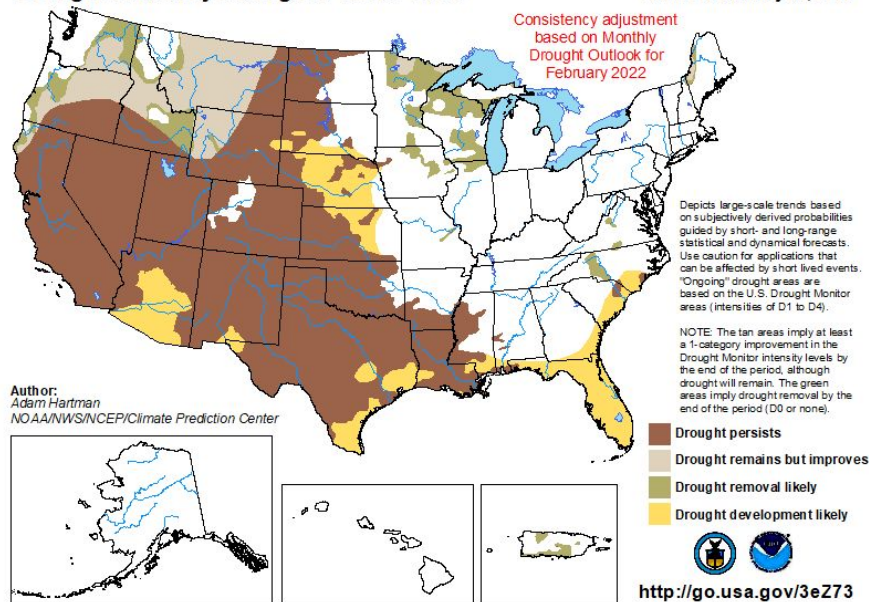 Consistency adjustment
based on Monthly
Drought Outlook for
February 2022
Depicts large-scale trends based
on subjectively derived probabilities
guided by short- and long-range
statistical and dynamical forecasts.
Use caution for applications that
can be affected by short lived events.
"Ongoing" drought areas are
based on the U.S. Drought Monitor
areas (intensities of D1 to D4).
NOTE: The tan areas imply at least
a 1-category improvement in the
Drought Monitor intensity levels by
the end of the period, although
drought will remain. The green
areas imply drought removal by the
end of the period (D0 or none).
Author:
Adam Hartman
NOAA/NWS/NCEP/Climate Prediction Center
Drought persists
Drought remains but improves
Drought removal likely
Drought development likely
http://go.usa.gov/3eZ73